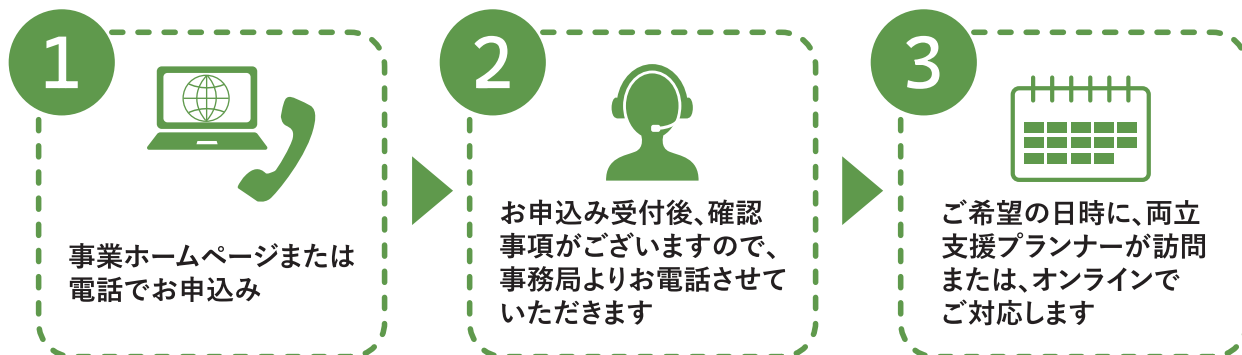 1
事業ホームページまたは
電話でお申込み
2
お申込み受付後、確認
事項がございますので、
事務局よりお電話させて
いただきます
3
ご希望の日時に、両立
支援プランナーが訪問
または、オンラインで
ご対応します